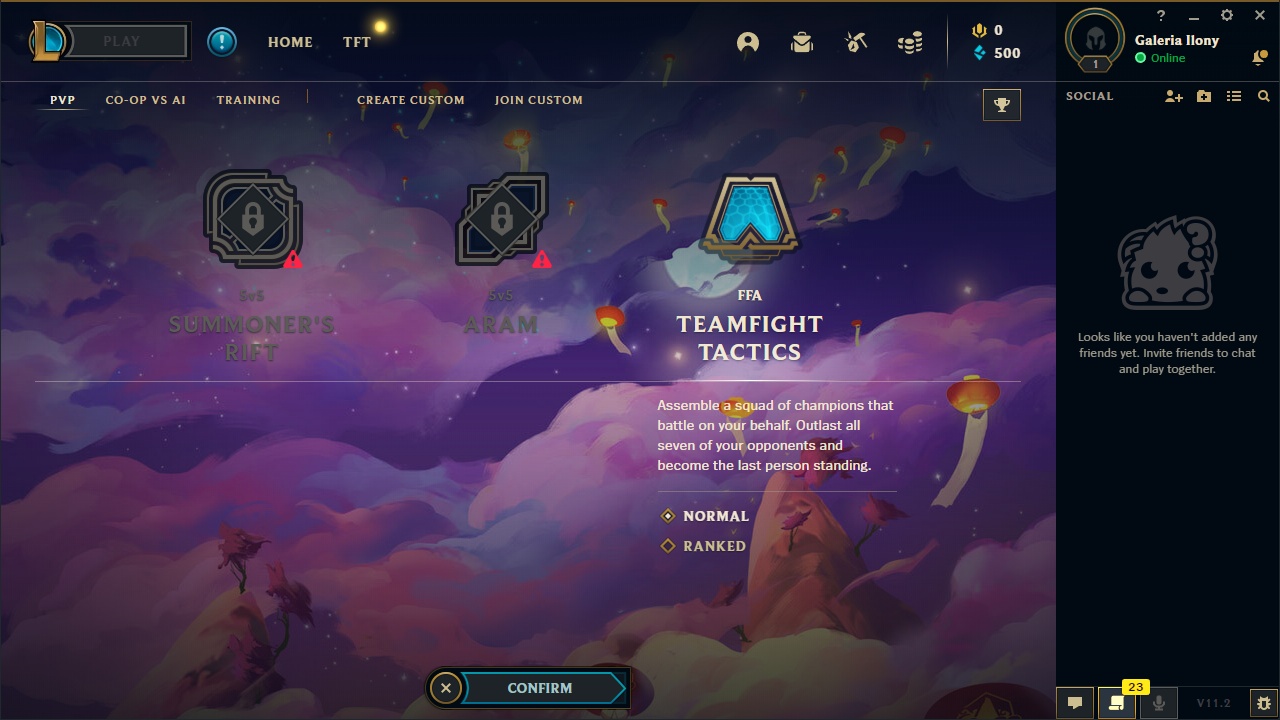 PLAY
HOME
TFT
0
500
?
Galeria Ilony
Online
1
PVP
CO-OP VS AI
TRAINING
CREATE CUSTOM
JOIN CUSTOM
SOCIAL
5v5
SUMMONER'S
RIFT
5v5
ARAM
FFA
TEAMFIGHT
TACTICS
Assemble a squad of champions that
battle on your behalf. Outlast all
seven of your opponents and
become the last person standing.
NORMAL
RANKED
Looks like you haven't added any
friends yet. Invite friends to chat
and play together.
CONFIRM
23
V11.2